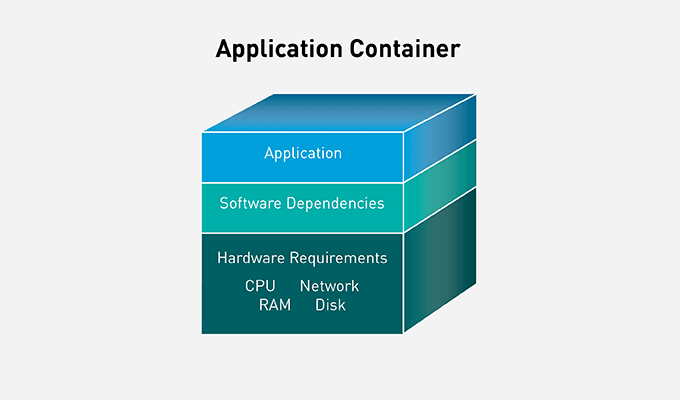 Application Container
Application
Software Dependencies
Hardware Requirements
CPU Network
RAM Disk